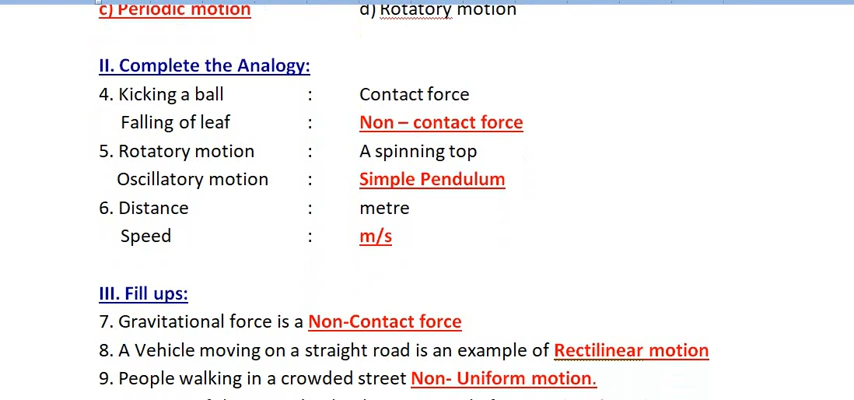 c) Periodic motion d) Rotatory motion
II. Complete the Analogy:
4. Kicking a ball : Contact force
Falling of leaf : Non – contact force
5. Rotatory motion : A spinning top
Oscillatory motion : Simple Pendulum
6. Distance : metre
Speed : m/s
III. Fill ups:
7. Gravitational force is a Non-Contact force
8. A Vehicle moving on a straight road is an example of Rectilinear motion
9. People walking in a crowded street Non- Uniform motion.